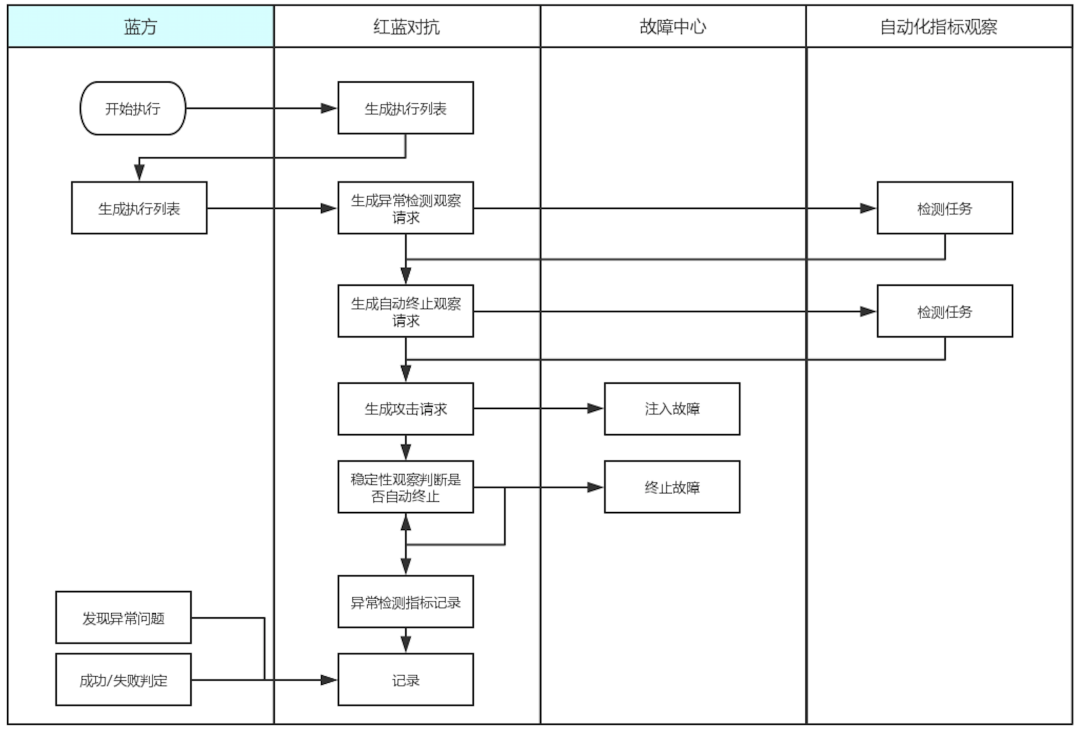 蓝方
红蓝对抗
故障中心
自动化指标观察
开始执行
生成执行列表
生成执行列表
生成异常检测观察
请求
检测任务
生成自动终止观察
请求
检测任务
生成攻击请求
注入故障
稳定性观察判断是
否自动终止
终止故障
异常检测指标记录
发现异常问题
成功/失败判定
记录